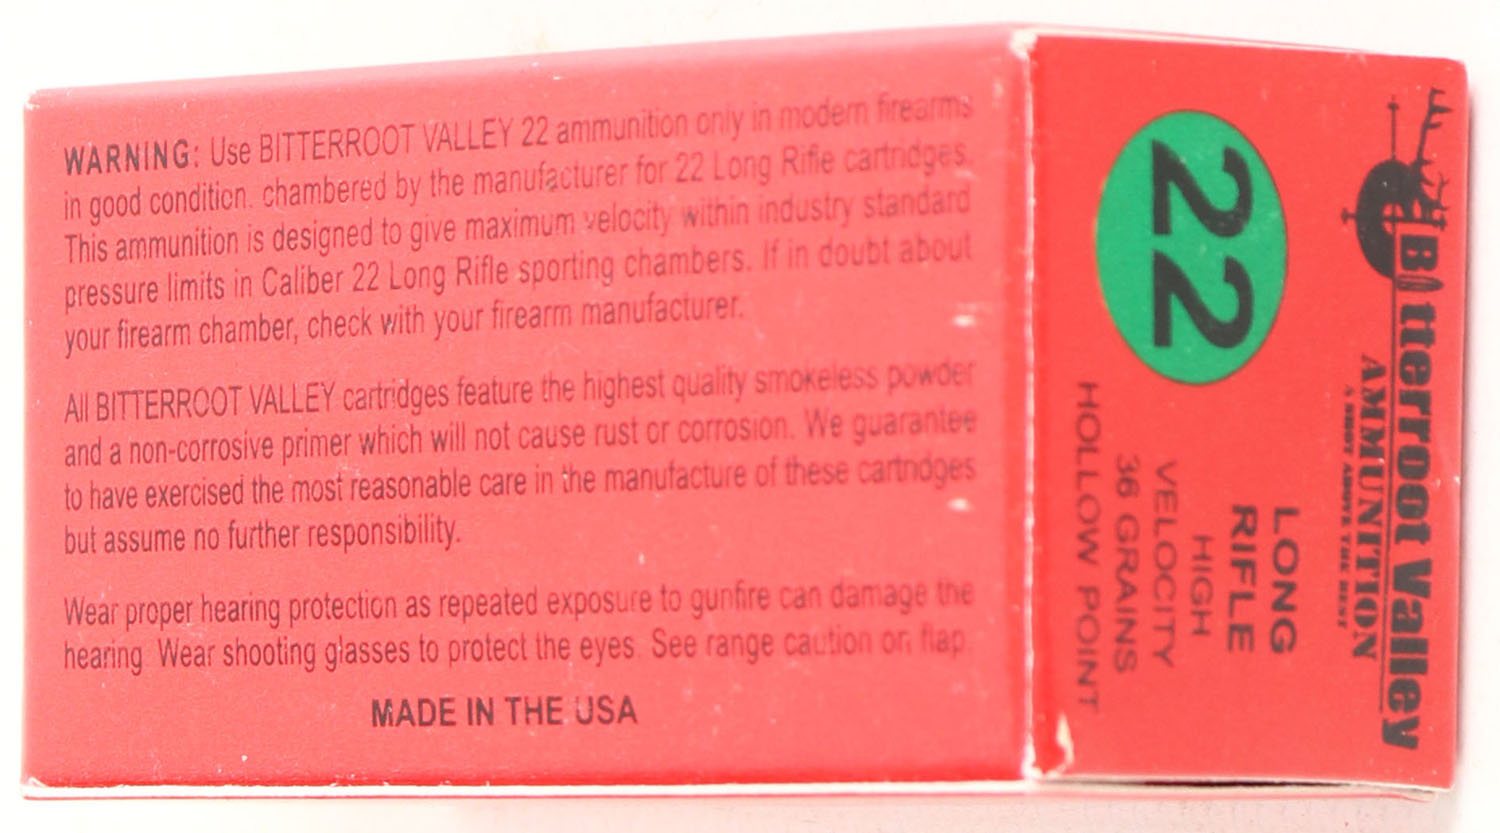 WARNING: Use BITTERROOT VALLEY 22 ammunition only in modern firearms
in good condition. chambered by the manufacturer for 22 Long Rifle cartridges.
This ammunition is designed to give maximum velocity within industry standard
pressure limits in Caliber 22 Long Rifle sporting chambers. If in doubt about
your firearm chamber, check with your firearm manufacturer.
All BITTERROOT VALLEY cartridges feature the highest quality smokeless powder
and a non-corrosive primer which will not cause rust or corrosion. We guarantee
to have exercised the most reasonable care in the manufacture of these cartridges
but assume no further responsibility.
Wear proper hearing protection as repeated exposure to gunfire can damage the
hearing. Wear shooting glasses to protect the eyes. See range caution on flap.
MADE IN THE USA
Bitterroot Valley
AMMUNITION
A SHOT ABOVE THE REST
22
LONG
RIFLE
HIGH
VELOCITY
36 GRAINS
HOLLOW POINT